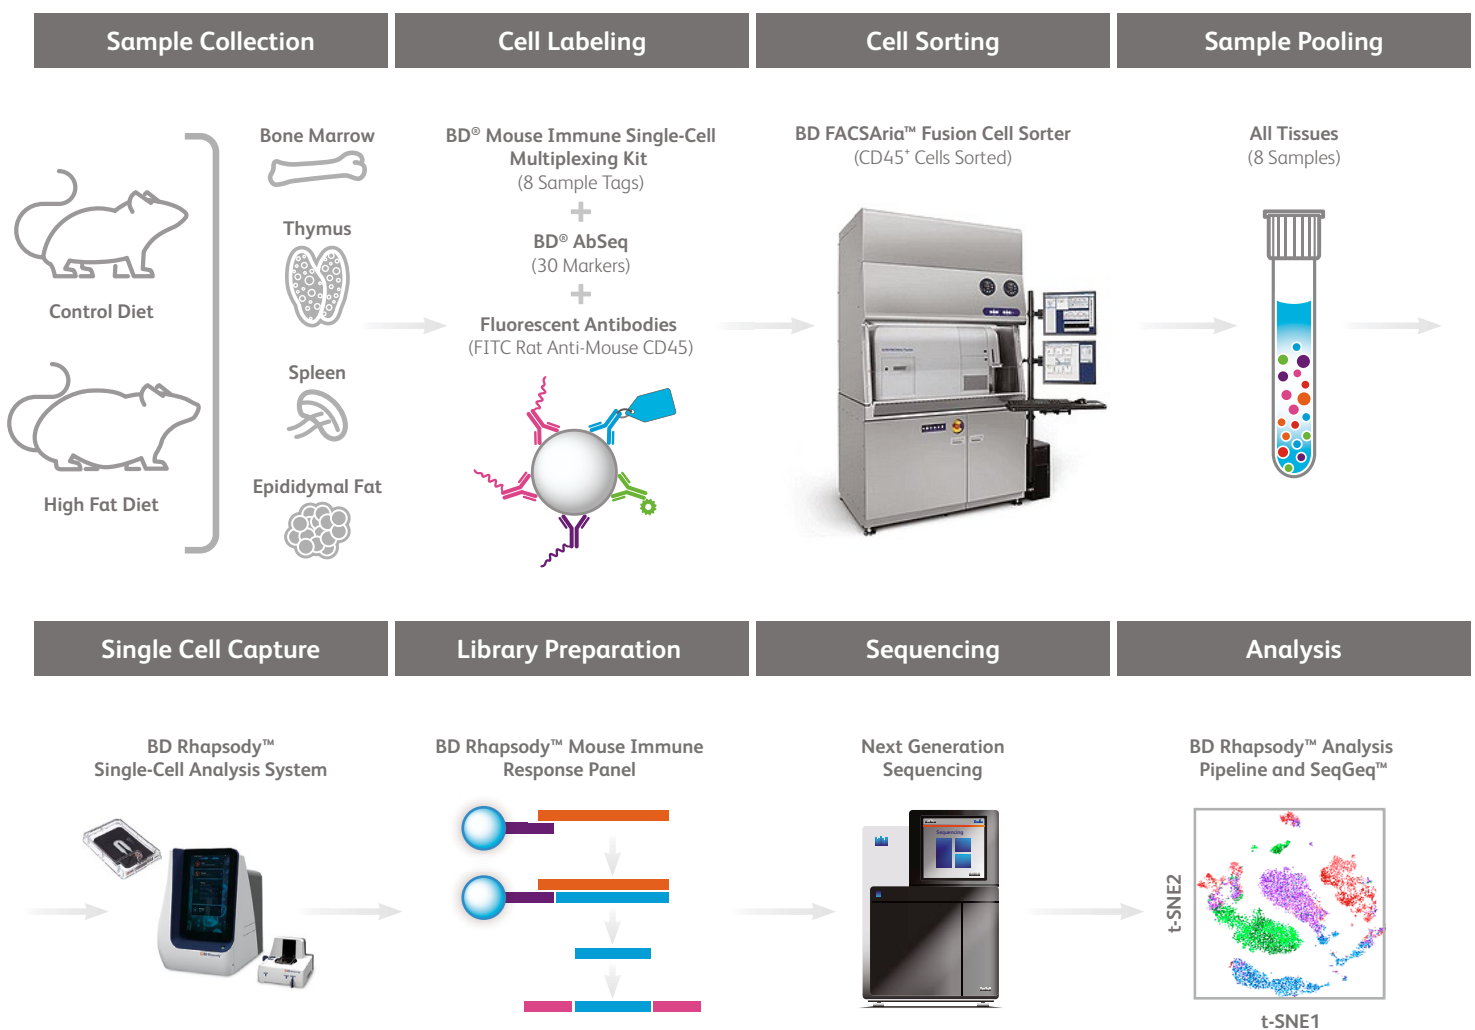 Sample Collection
Cell Labeling
Cell Sorting
Sample Pooling
Control Diet
High Fat Diet
Bone Marrow
Thymus
Spleen
Epididymal Fat
BD® Mouse Immune Single-Cell
Multiplexing Kit
(8 Sample Tags)
+
BD® AbSeq
(30 Markers)
+
Fluorescent Antibodies
(FITC Rat Anti-Mouse CD45)
BD FACSAria™ Fusion Cell Sorter
(CD45⁺ Cells Sorted)
All Tissues
(8 Samples)
Single Cell Capture
Library Preparation
Sequencing
Analysis
BD Rhapsody™
Single-Cell Analysis System
BD Rhapsody™ Mouse Immune
Response Panel
Next Generation
Sequencing
Sequencing
BD Rhapsody™ Analysis
Pipeline and SeqGeq™
t-SNE2
t-SNE1